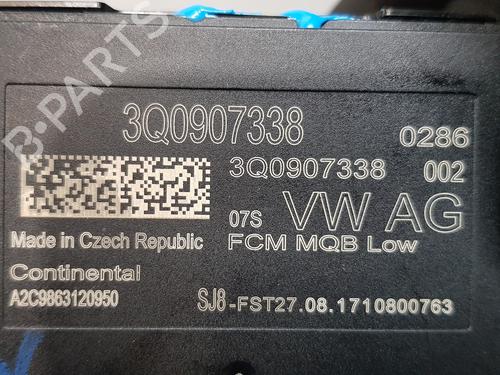 3Q0907338 0286
3Q0907338 002
07S VW AG
Made in Czech Republic FCM MQB Low
Continental
A2C9863120950 SJ8-FST27.08.1710800763
B-PARTS